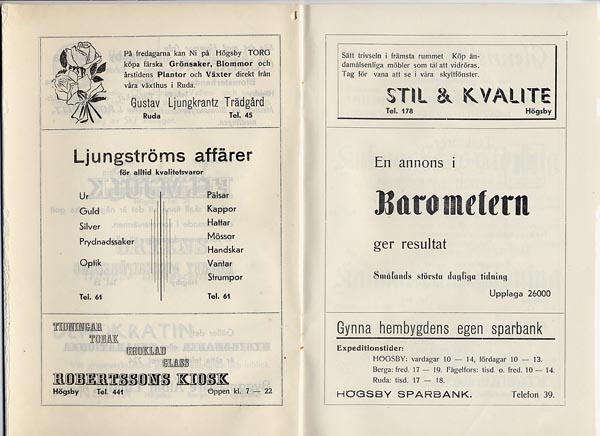 På fredagarna kan Ni på Högsby TORG
köpa färska Grönsaker, Blommor och
årstidens Plantor och Växter direkt från
våra växthus i Ruda.
Gustav Ljungkrantz Trädgård
Ruda Tel. 45
Ljungströms affärer
för alltid kvalitetsvaror
Ur
Guld
Silver
Prydnadssaker
Optik
Tel. 61
Pälsar
Kappor
Hattar
Mössor
Handskar
Vantar
Strumpor
Tel. 61
TIDNINGAR
TOBAK
CHOKLAD
GLASS
ROBERTSSONS KIOSK
Högsby Tel. 441 Öppen kl. 7 — 22
Sätt trivseln i främsta rummet Köp än-
damålsenliga möbler som tål att vidröras.
Tag för vana att se i våra skyltfönster.
STIL & KVALITE
Tel. 178 Högsby
En annons i
Barometern
ger resultat
Smålands största dagliga tidning
Upplaga 26000
Gynna hembygdens egen sparbank
Expeditionstider:
HÖGSBY: vardagar 10 — 14, lördagar 10 — 13.
Berga: fred. 17 — 19. Fågelfors: tisd. o. fred. 10 — 14.
Ruda: tisd. 17 — 18.
HÖGSBY SPARBANK. Telefon 39.